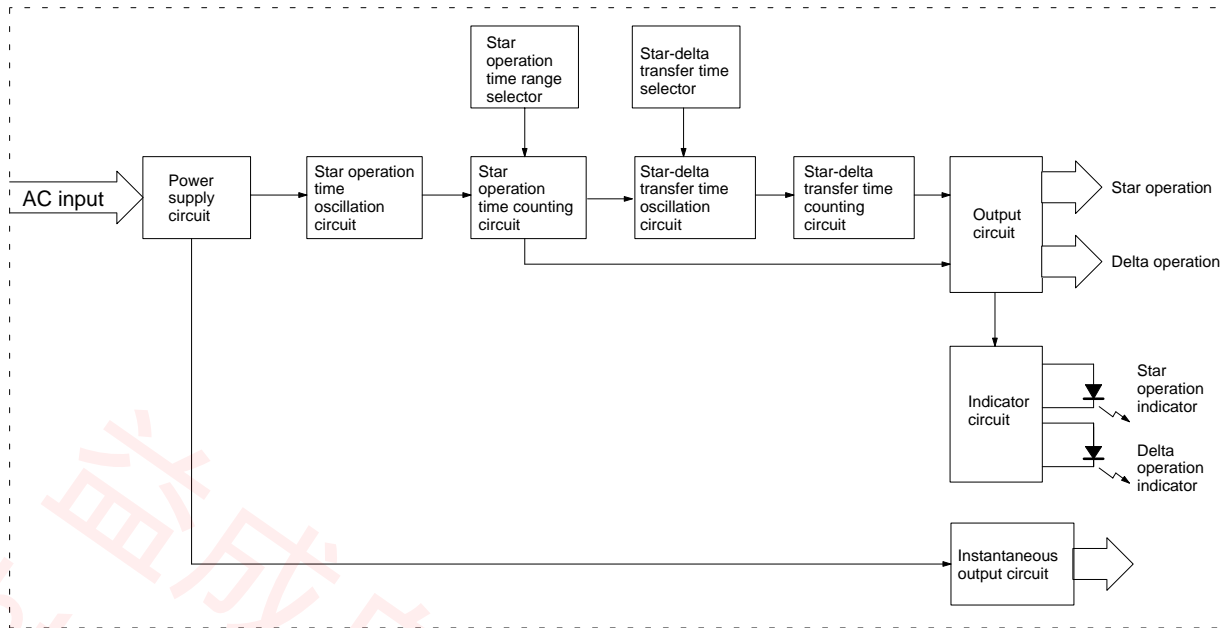 Star
operation
time range
selector
Star-delta
transfer time
selector
AC input
Power
supply
circuit
Star operation
time
oscillation
circuit
Star
operation
time counting
circuit
Star-delta
transfer time
oscillation
circuit
Star-delta
transfer time
counting
circuit
Output
circuit
Star operation
Delta operation
Indicator
circuit
Star
operation
indicator
Delta
operation
indicator
Instantaneous
output circuit
益成